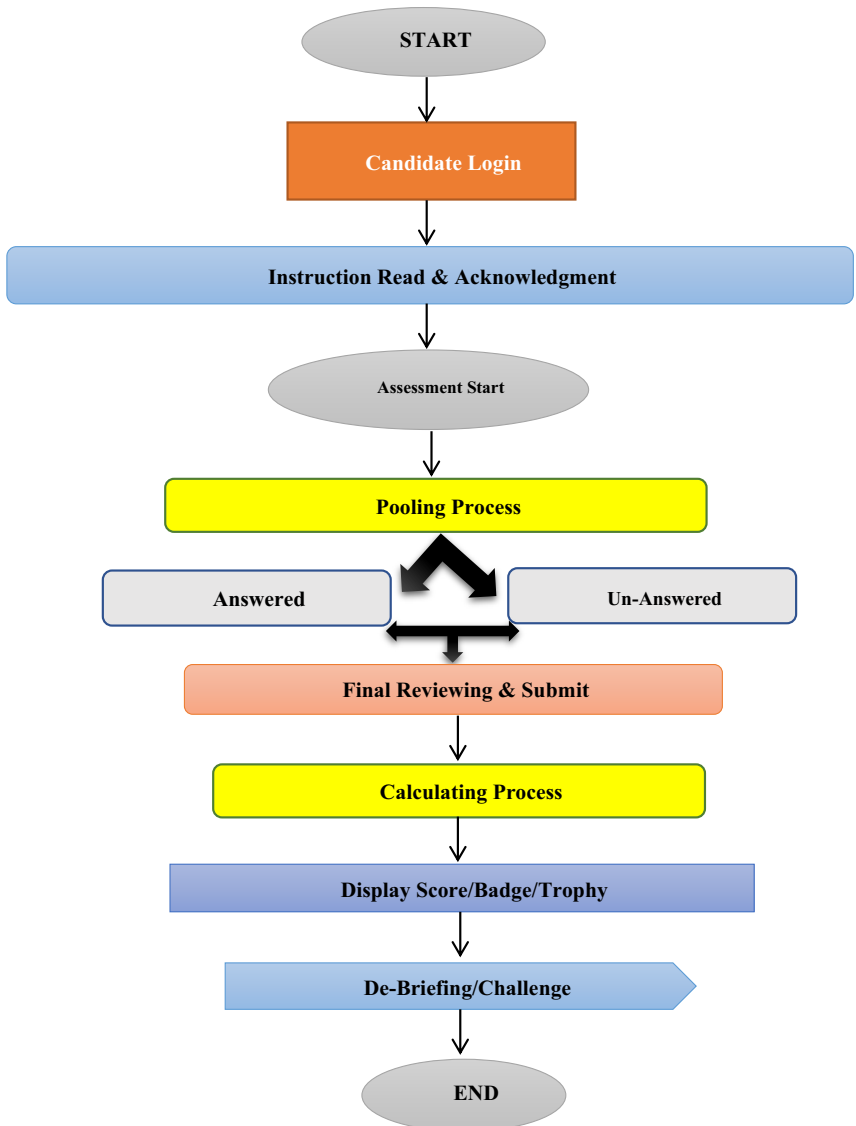 START
Candidate Login
Instruction Read & Acknowledgment
Assessment Start
Pooling Process
Answered
Un-Answered
Final Reviewing & Submit
Calculating Process
Display Score/Badge/Trophy
De-Briefing/Challenge
END